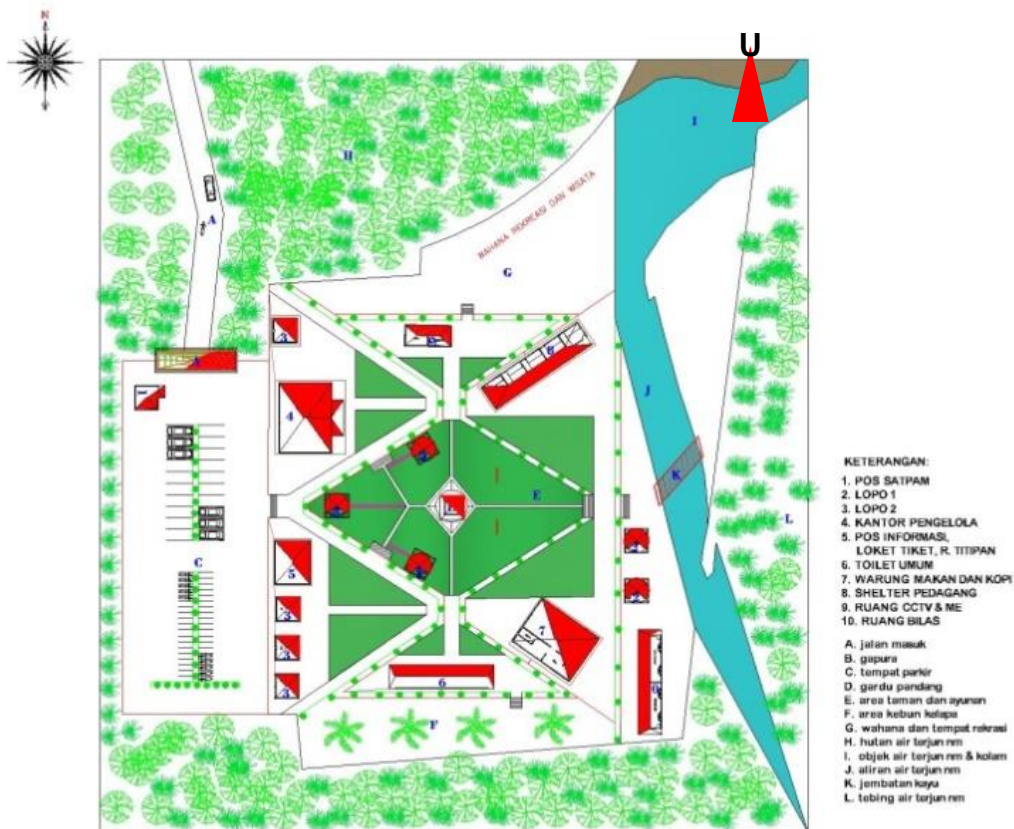 N
U
H
I
A
WAHANA REKREASI DAN WISATA
G
3
8
1
4
J
2
K
E
C
5
L
3
7
3
3
6
F
KETERANGAN:
1. POS SATPAM
2. LOPO 1
3. LOPO 2
4. KANTOR PENGELOLA
5. POS INFORMASI,
LOKET TIKET, R. TITIPAN
6. TOILET UMUM
7. WARUNG MAKAN DAN KOPI
8. SHELTER PEDAGANG
9. RUANG CCTV & ME
10. RUANG BILAS
A. jalan masuk
B. gapura
C. tempat parkir
D. gardu pandang
E. area taman dan ayunan
F. area kebun kelapa
G. wahana dan tempat rekrasi
H. hutan air terjun nm
I. objek air terjun nm & kolam
J. aliran air terjun nm
K. jembatan kayu
L. tebing air terjun nm